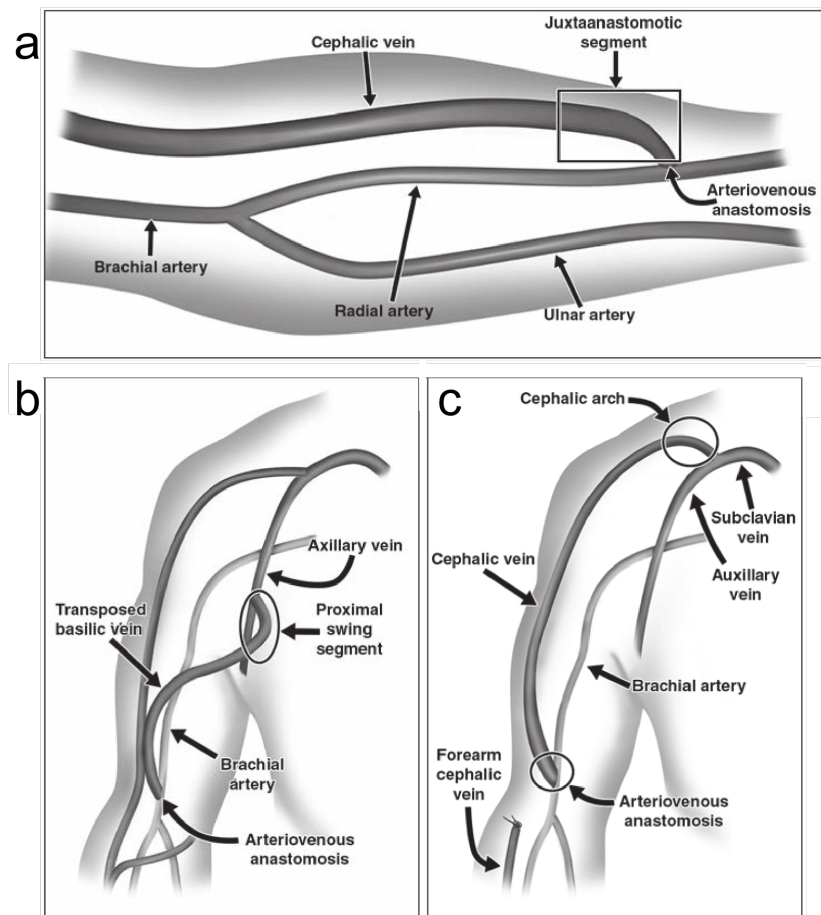 a
Juxtaanastomotic
segment
Cephalic vein
Arteriovenous
anastomosis
Brachial artery
Radial artery
Ulnar artery
b
Axillary vein
Transposed
basilic vein
Proximal
swing
segment
Brachial
artery
Arteriovenous
anastomosis
c
Cephalic arch
Subclavian
vein
Cephalic vein
Auxillary
vein
Brachial artery
Forearm
cephalic
vein
Arteriovenous
anastomosis